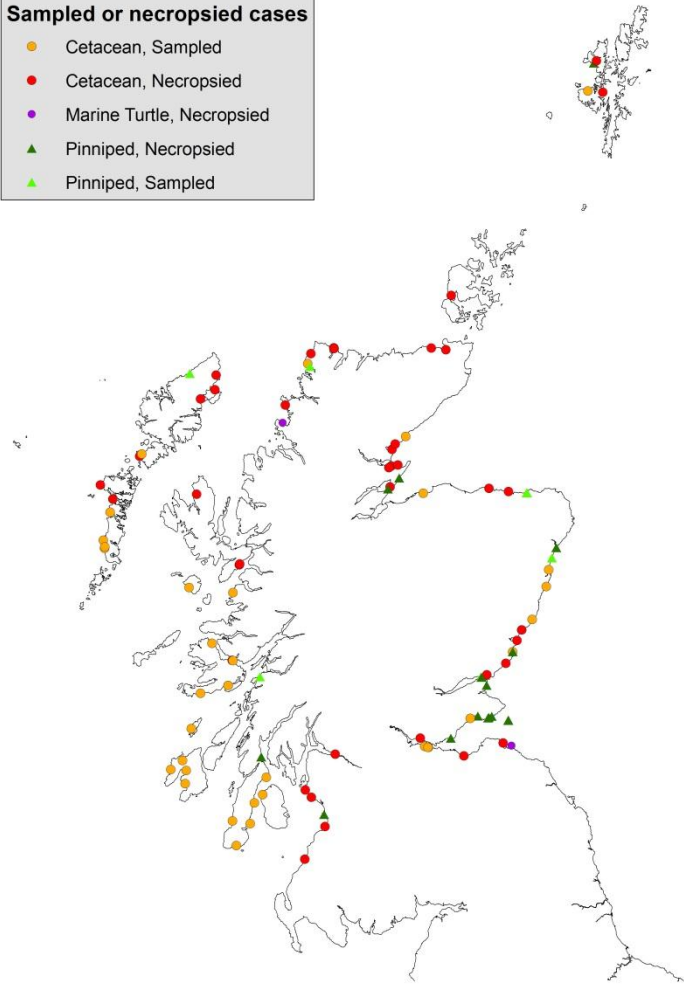 Sampled or necropsied cases
Cetacean, Sampled
Cetacean, Necropsied
Marine Turtle, Necropsied
Pinniped, Necropsied
Pinniped, Sampled